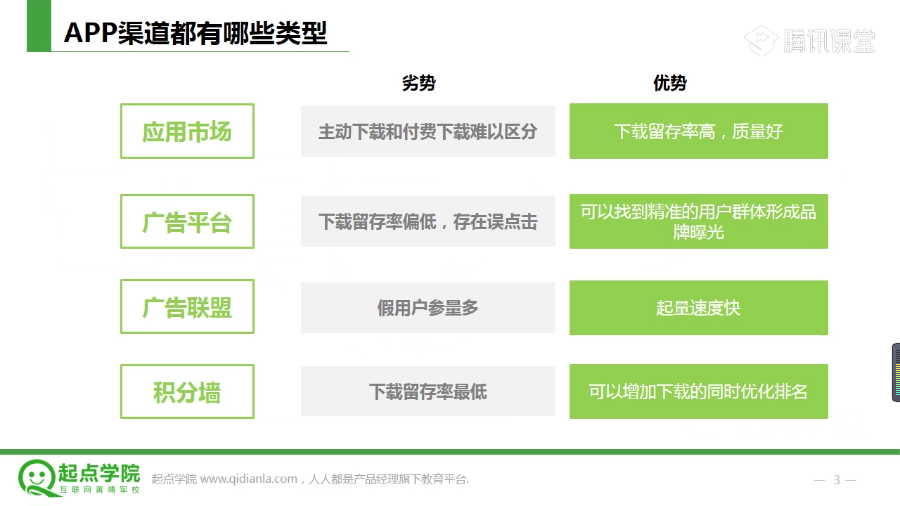 APP渠道都有哪些类型
腾讯课堂
劣势
优势
应用市场
主动下载和付费下载难以区分
下载留存率高，质量好
广告平台
下载留存率偏低，存在误点击
可以找到精准的用户群体形成品
牌曝光
广告联盟
假用户参量多
起量速度快
积分墙
下载留存率最低
可以增加下载的同时优化排名
起点学院
互联网黄埔军校
起点学院 www.qidianla.com，人人都是产品经理旗下教育平台.
— 3 —